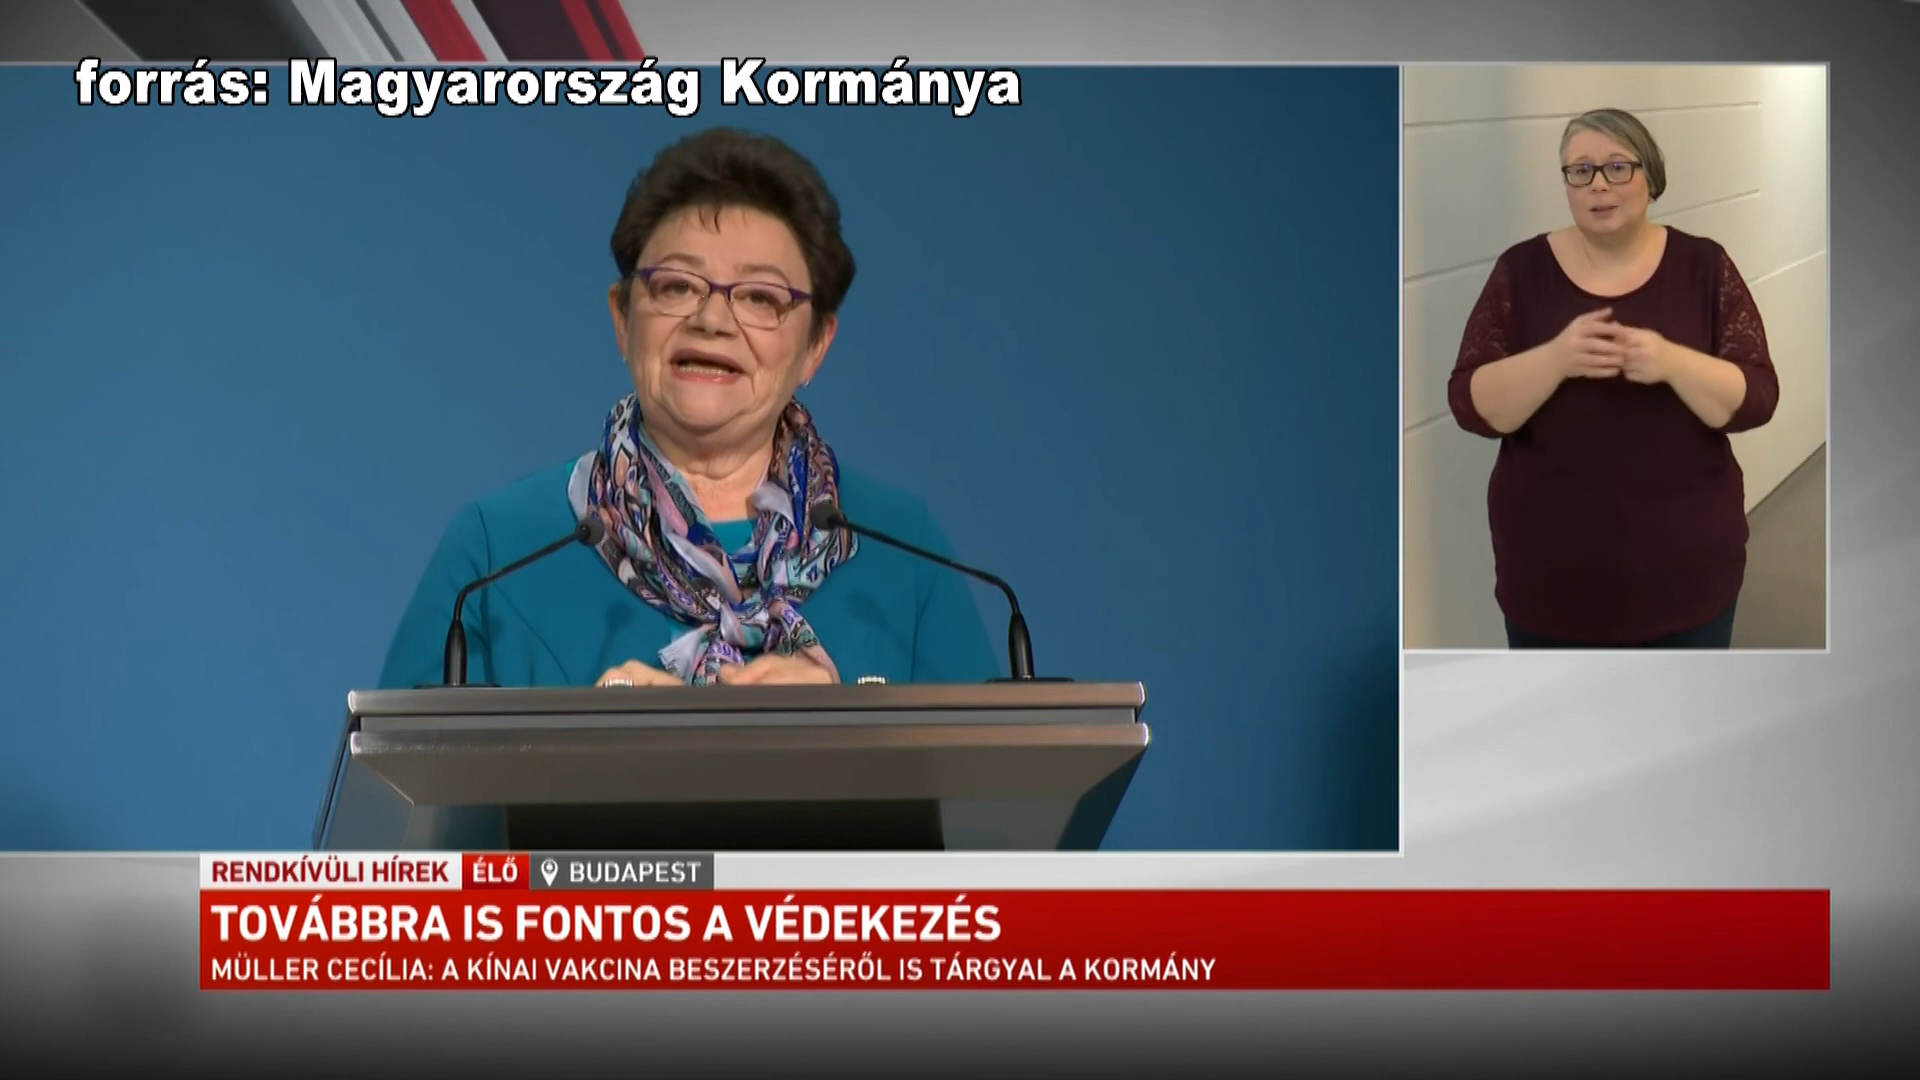 forrás: Magyarország Kormánya
RENDKÍVÜLI HÍREK ÉLŐ BUDAPEST
TOVÁBBRA IS FONTOS A VÉDEKEZÉS
MÜLLER CECÍLIA: A KÍNAI VAKCINA BESZERZÉSÉRŐL IS TÁRGYAL A KORMÁNY